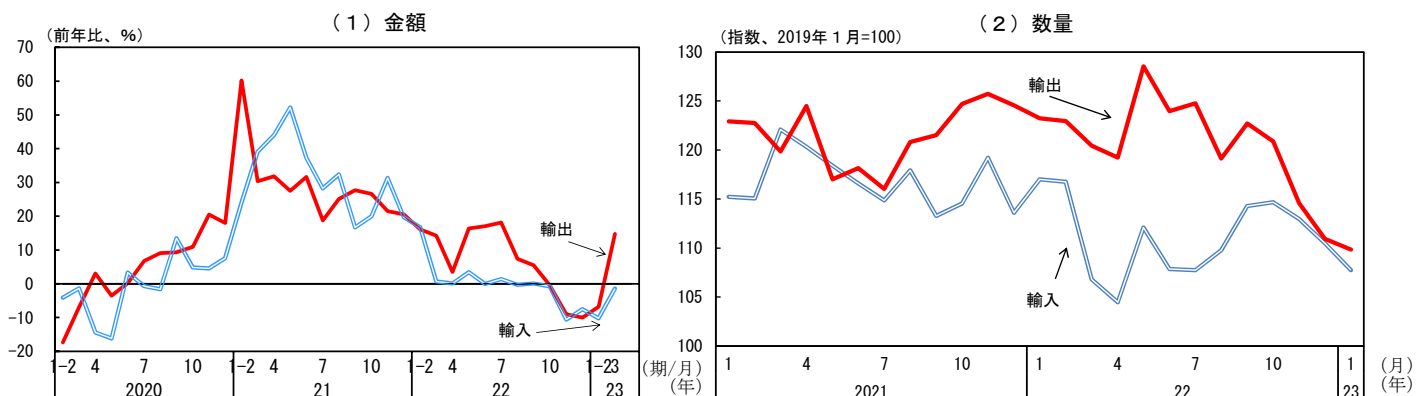 （１）金額
(前年比、%)
70
60
50
40
30
20
10
0
-10
-20
輸出
輸入
1-2 4 7 10 1-2 4 7 10 1-2 4 7 10 1-23
(期/月)
2020 21 22 23
(年)
（２）数量
(指数、2019年１月=100)
130
125
120
115
110
105
100
輸出
輸入
1 4 7 10 1 4 7 10 1
(月)
2021 22 23
(年)